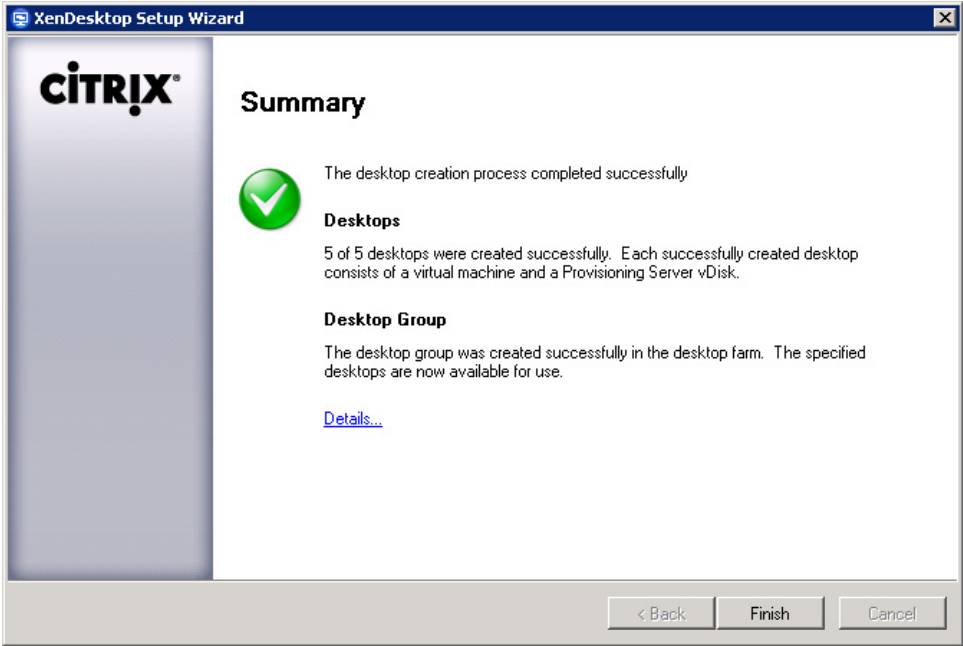 XenDesktop Setup Wizard
CITRIX®
Summary
The desktop creation process completed successfully
Desktops
5 of 5 desktops were created successfully.  Each successfully created desktop
consists of a virtual machine and a Provisioning Server vDisk.
Desktop Group
The desktop group was created successfully in the desktop farm.  The specified
desktops are now available for use.
Details...
< Back
Finish
Cancel